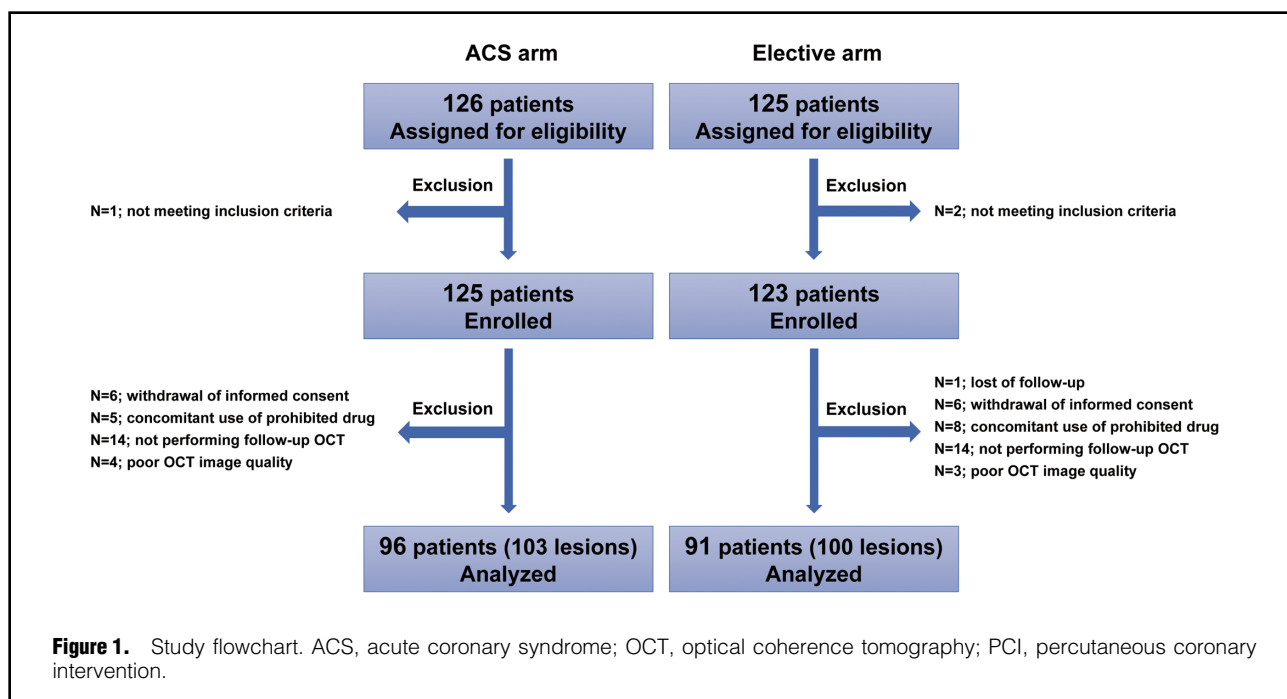 ACS arm
Elective arm
126 patients
Assigned for eligibility
125 patients
Assigned for eligibility
Exclusion
Exclusion
N=1; not meeting inclusion criteria
N=2; not meeting inclusion criteria
125 patients
Enrolled
123 patients
Enrolled
N=6; withdrawal of informed consent
N=5; concomitant use of prohibited drug
N=14; not performing follow-up OCT
N=4; poor OCT image quality
Exclusion
Exclusion
N=1; lost of follow-up
N=6; withdrawal of informed consent
N=8; concomitant use of prohibited drug
N=14; not performing follow-up OCT
N=3; poor OCT image quality
96 patients (103 lesions)
Analyzed
91 patients (100 lesions)
Analyzed
Figure 1. Study flowchart. ACS, acute coronary syndrome; OCT, optical coherence tomography; PCI, percutaneous coronary
intervention.